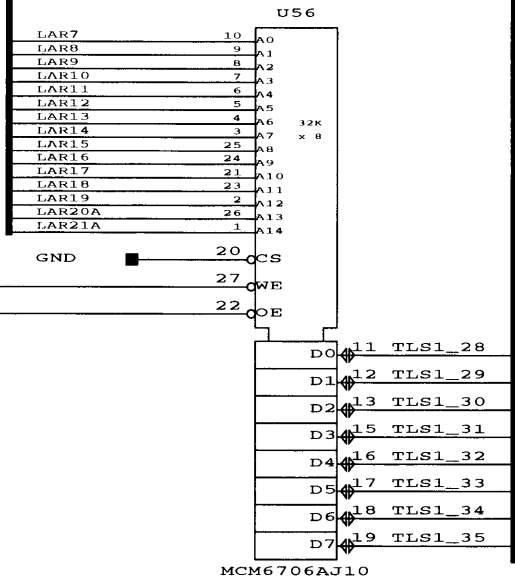 U56
LAR7 10 A0
LAR8 9 A1
LAR9 8 A2
LAR10 7 A3
LAR11 6 A4
LAR12 5 A5
LAR13 4 A6 32K
LAR14 3 A7 x 8
LAR15 25 A8
LAR16 24 A9
LAR17 21 A10
LAR18 23 A11
LAR19 2 A12
LAR20A 26 A13
LAR21A 1 A14
GND 20 CS
27 WE
22 OE
D0 11 TLS1_28
D1 12 TLS1_29
D2 13 TLS1_30
D3 15 TLS1_31
D4 16 TLS1_32
D5 17 TLS1_33
D6 18 TLS1_34
D7 19 TLS1_35
MCM6706AJ10